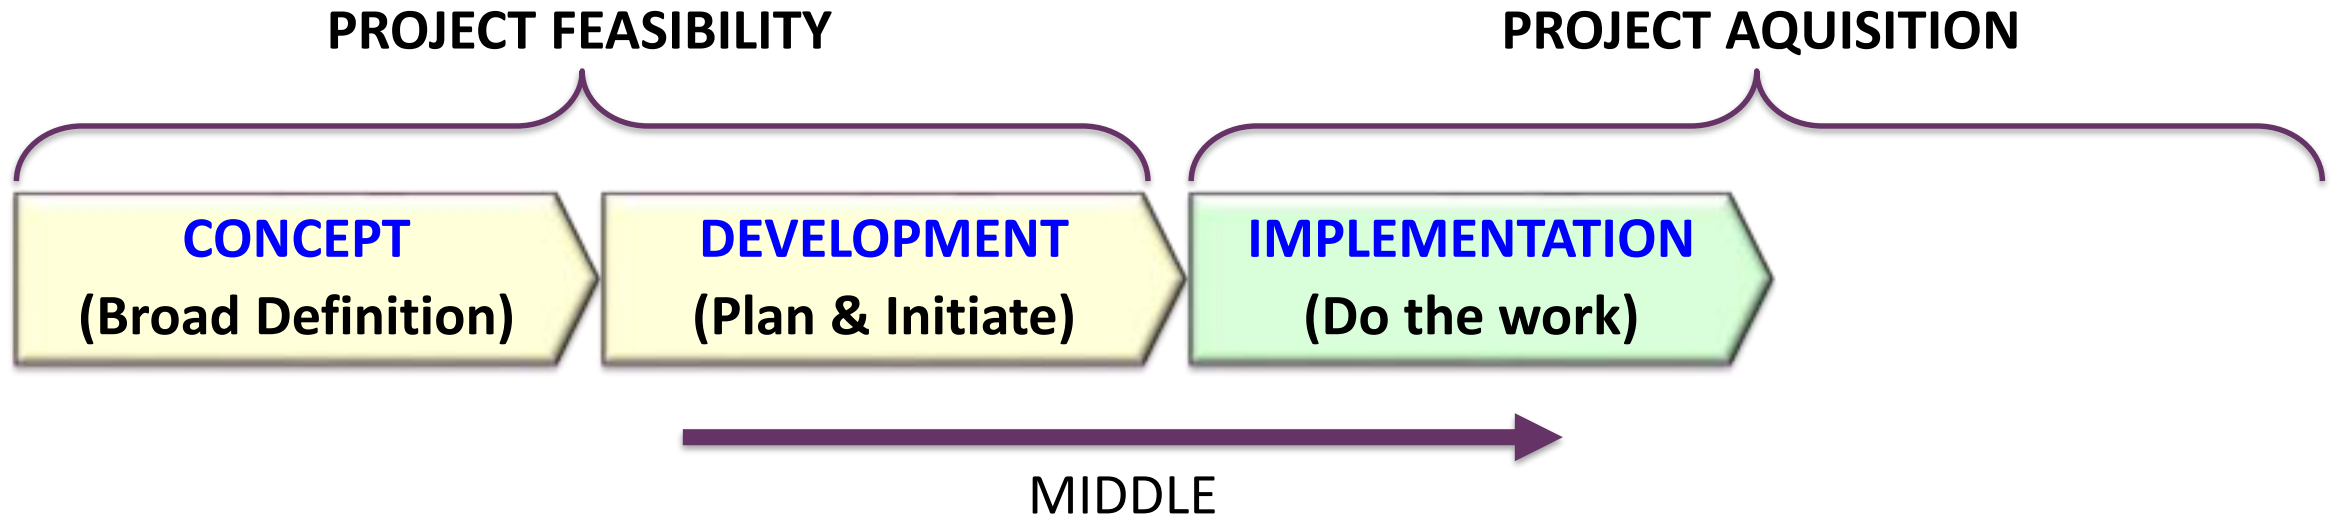 PROJECT FEASIBILITY
PROJECT AQUISITION
CONCEPT
(Broad Definition)
DEVELOPMENT
(Plan & Initiate)
IMPLEMENTATION
(Do the work)
MIDDLE